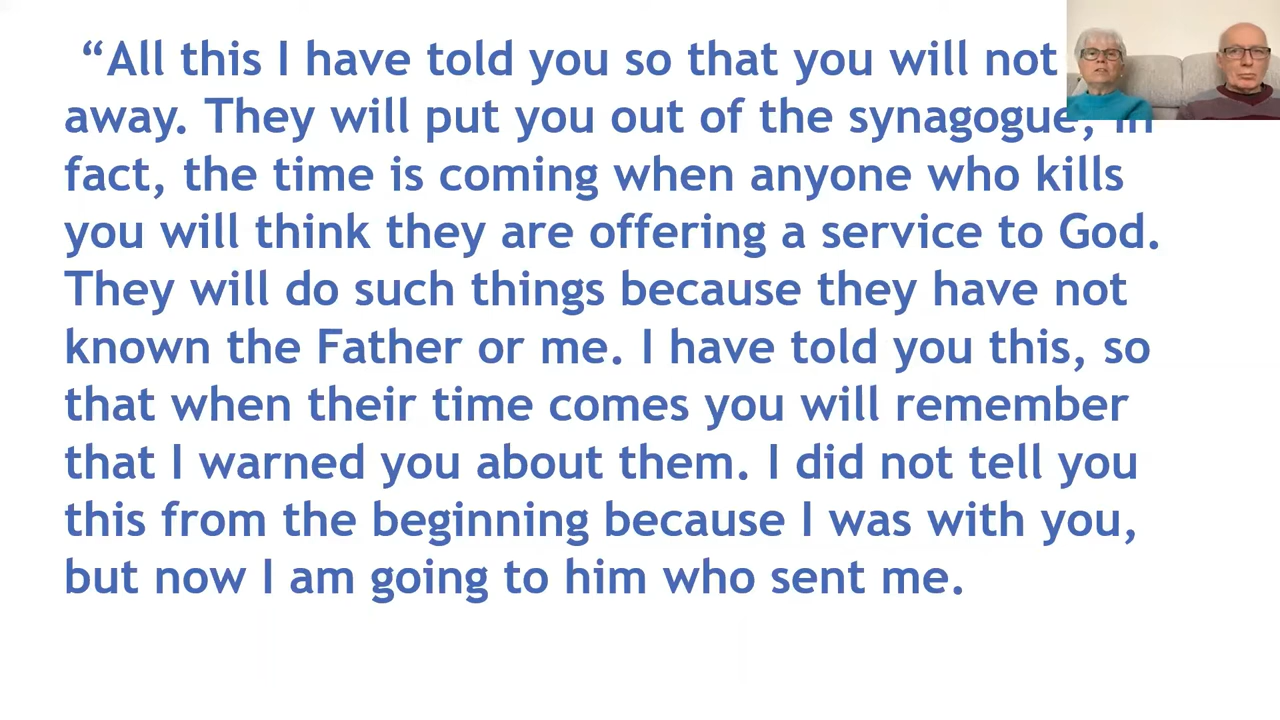 “All this I have told you so that you will not
away. They will put you out of the synagogue, in
fact, the time is coming when anyone who kills
you will think they are offering a service to God.
They will do such things because they have not
known the Father or me. I have told you this, so
that when their time comes you will remember
that I warned you about them. I did not tell you
this from the beginning because I was with you,
but now I am going to him who sent me.